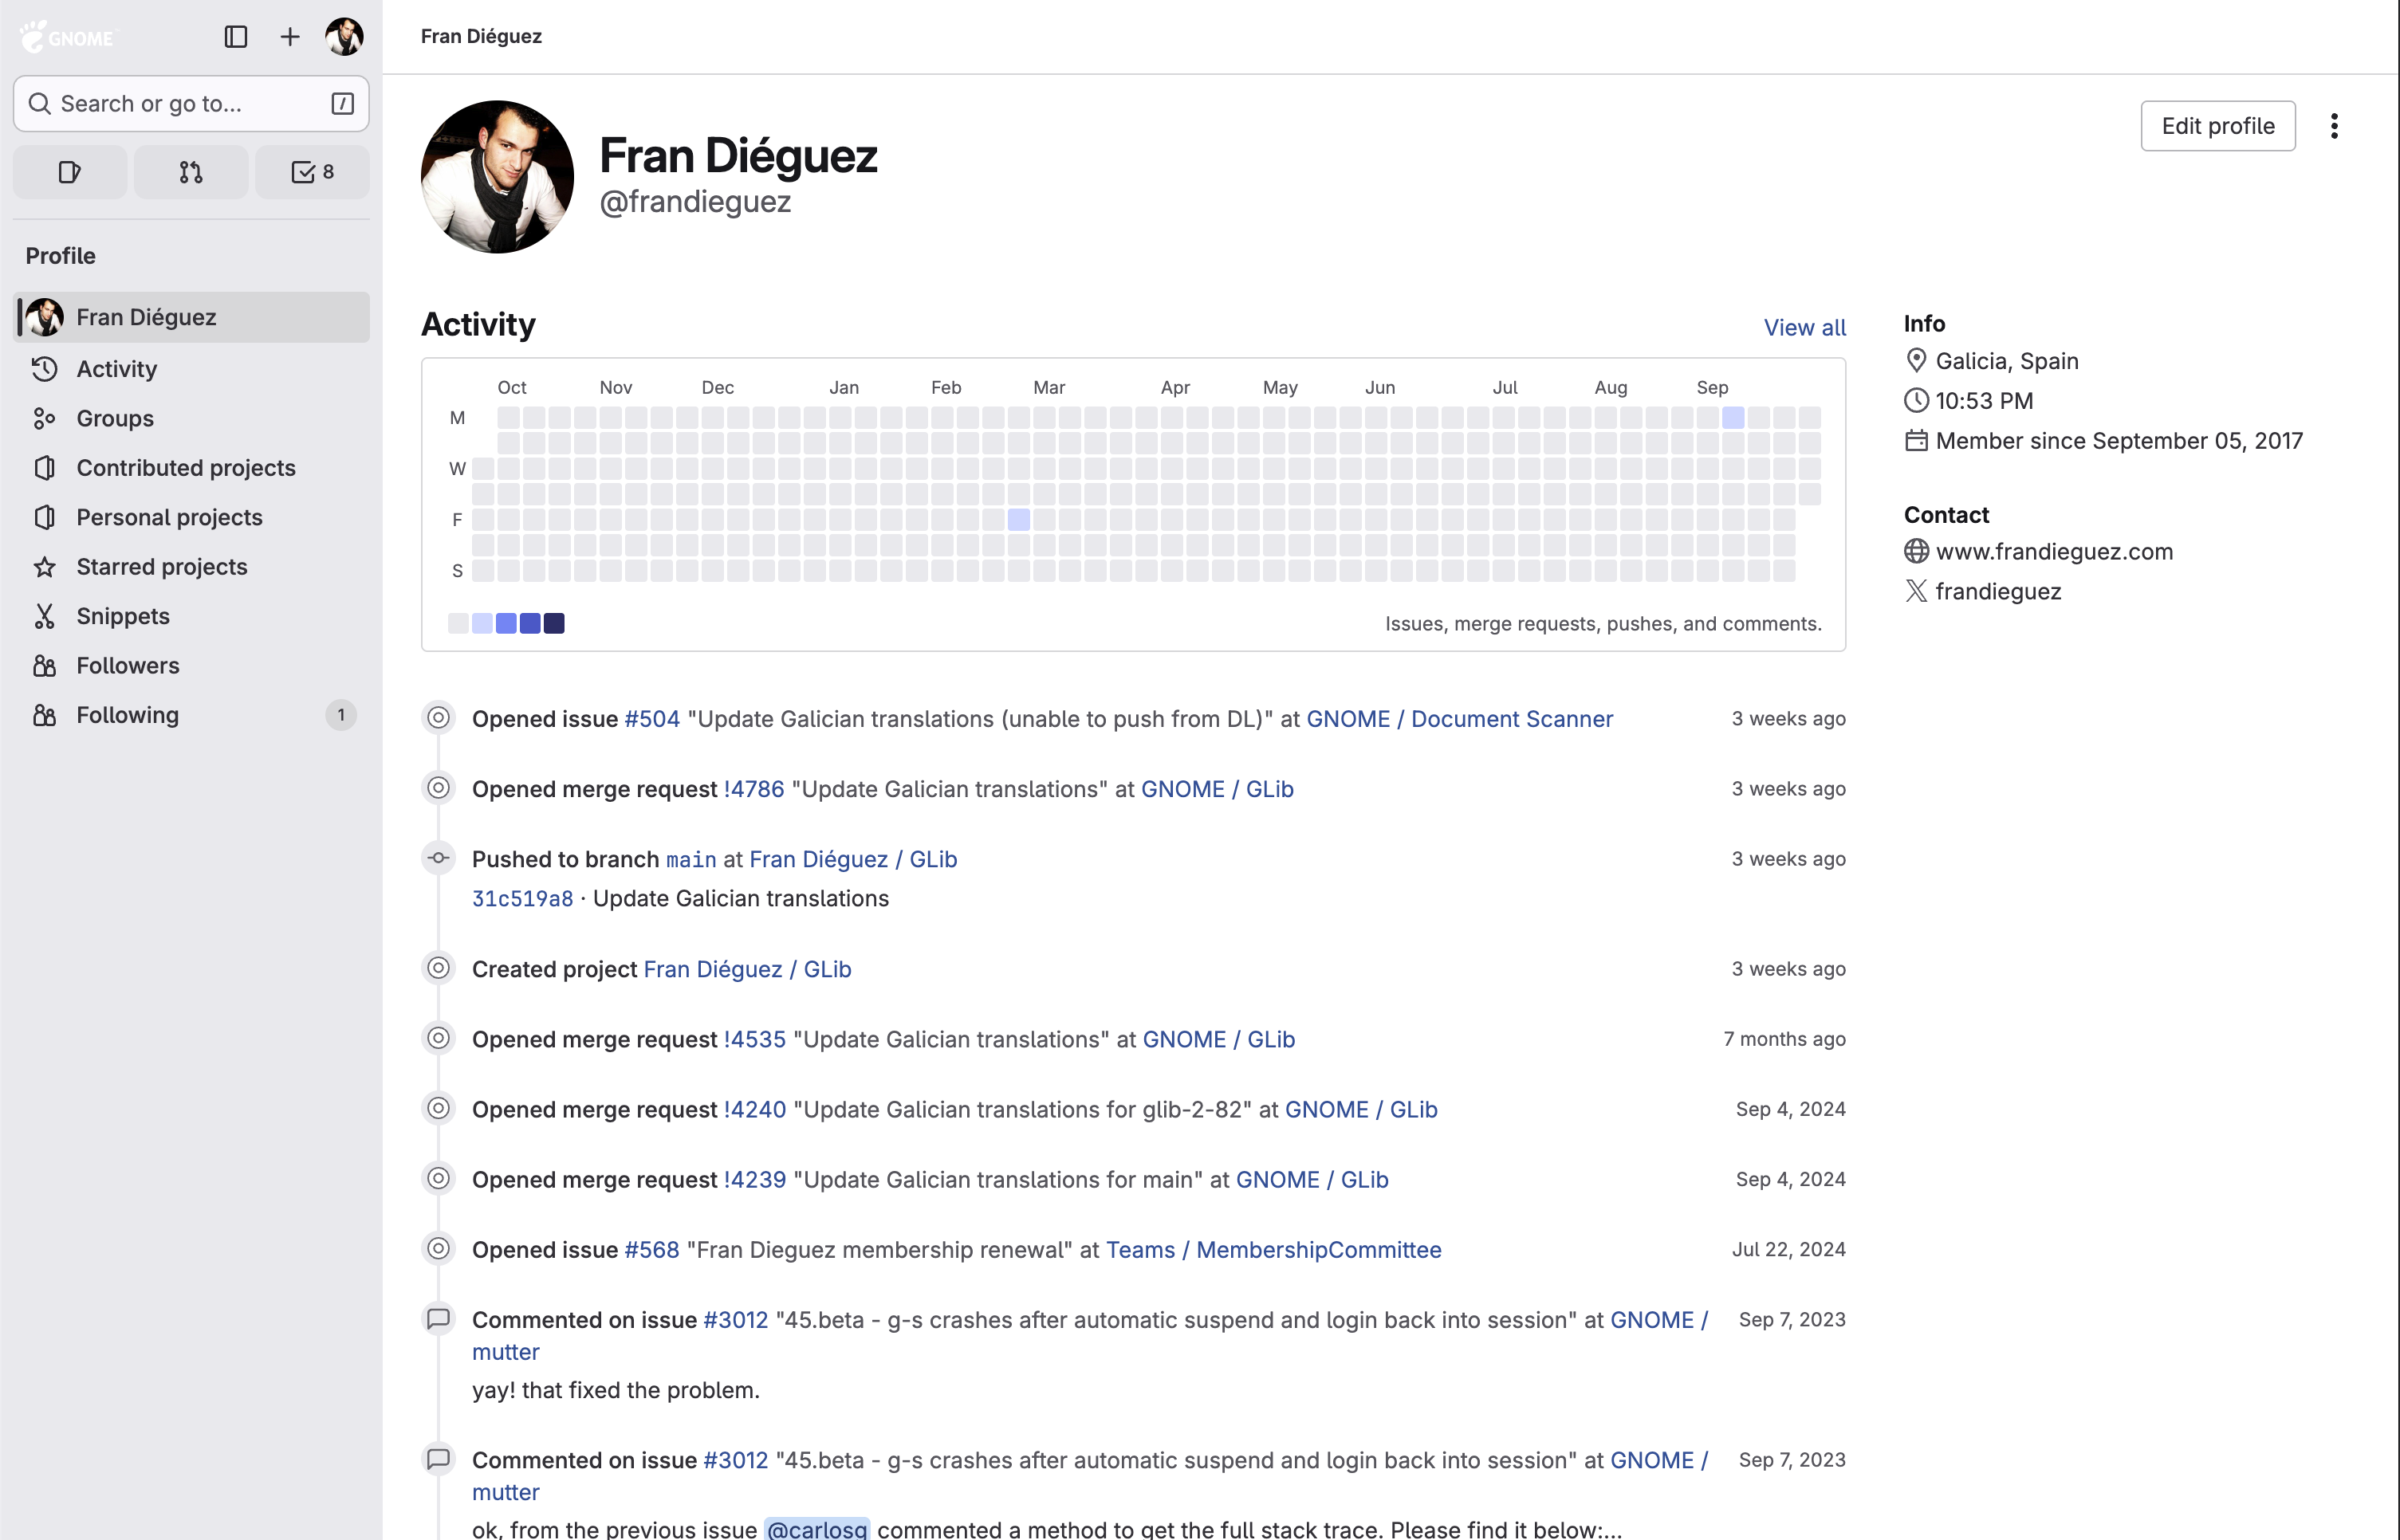 GNOME
Fran Diéguez
Search or go to...
/
8
Profile
Fran Diéguez
Activity
Groups
Contributed projects
Personal projects
Starred projects
Snippets
Followers
Following
1
Fran Diéguez
@frandieguez
Edit profile
Activity
View all
Oct Nov Dec Jan Feb Mar Apr May Jun Jul Aug Sep
M
W
F
S
Issues, merge requests, pushes, and comments.
Info
Galicia, Spain
10:53 PM
Member since September 05, 2017
Contact
www.frandieguez.com
frandieguez
Opened issue #504 "Update Galician translations (unable to push from DL)" at GNOME / Document Scanner 3 weeks ago
Opened merge request !4786 "Update Galician translations" at GNOME / GLib 3 weeks ago
Pushed to branch main at Fran Diéguez / GLib 3 weeks ago
31c519a8 · Update Galician translations
Created project Fran Diéguez / GLib 3 weeks ago
Opened merge request !4535 "Update Galician translations" at GNOME / GLib 7 months ago
Opened merge request !4240 "Update Galician translations for glib-2-82" at GNOME / GLib Sep 4, 2024
Opened merge request !4239 "Update Galician translations for main" at GNOME / GLib Sep 4, 2024
Opened issue #568 "Fran Dieguez membership renewal" at Teams / MembershipCommittee Jul 22, 2024
Commented on issue #3012 "45.beta - g-s crashes after automatic suspend and login back into session" at GNOME / Sep 7, 2023
mutter
yay! that fixed the problem.
Commented on issue #3012 "45.beta - g-s crashes after automatic suspend and login back into session" at GNOME / Sep 7, 2023
mutter
ok, from the previous issue @carlosg commented a method to get the full stack trace. Please find it below:...